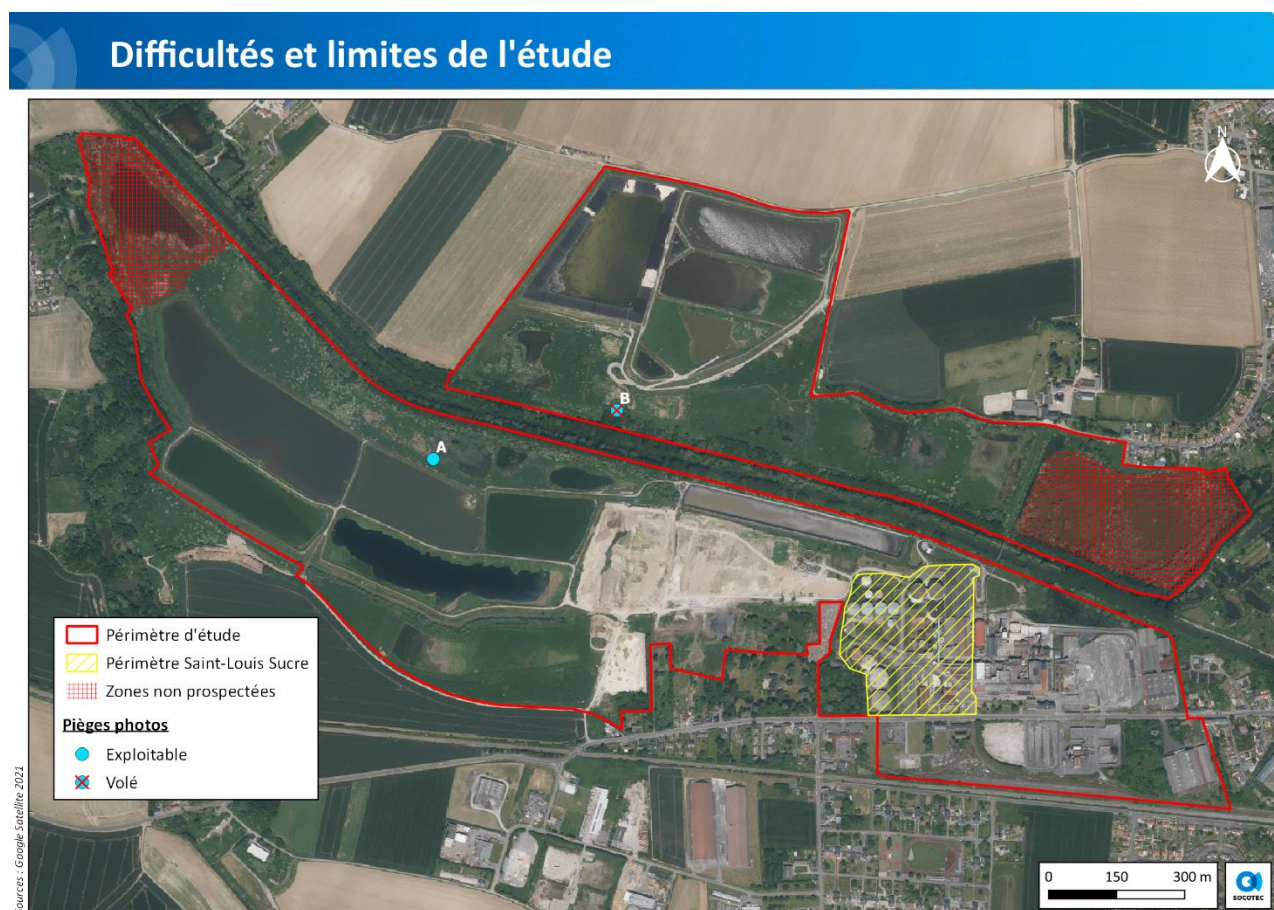 Difficultés et limites de l'étude
N
B
A
Périmètre d'étude
Périmètre Saint-Louis Sucre
Zones non prospectées
Pièges photos
Exploitable
Volé
Sources : Google Satellite 2021
0 150 300 m
SOCOTEC